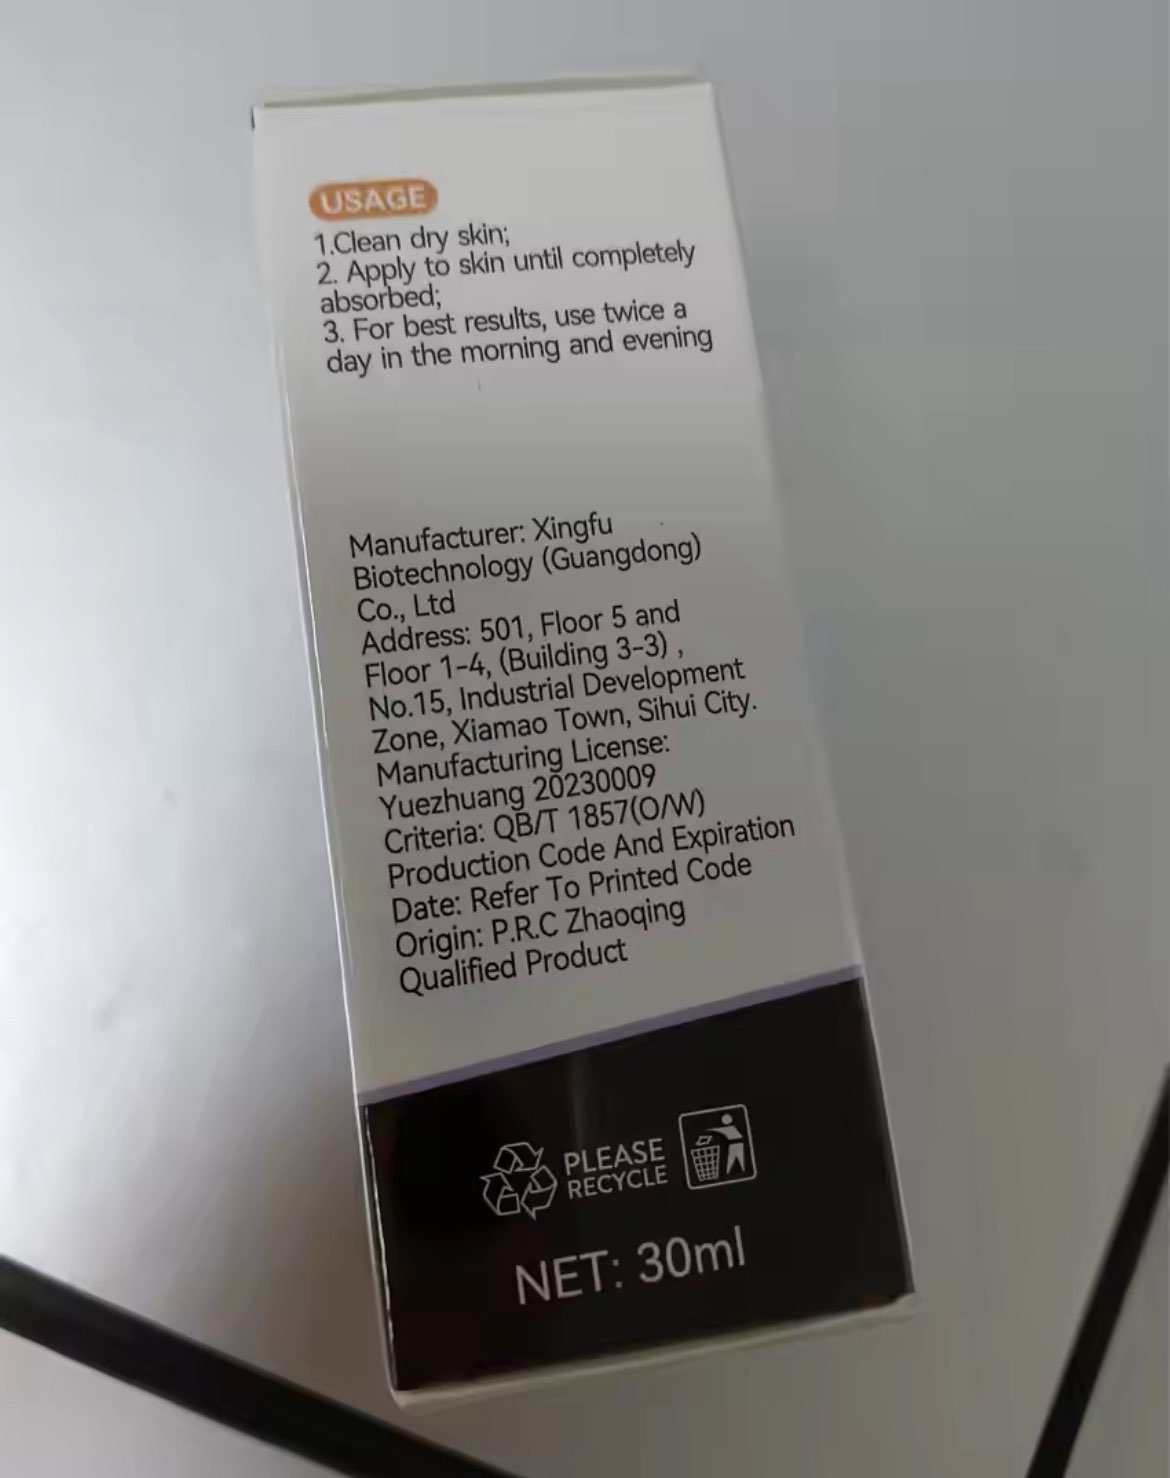 USAGE
1.Clean dry skin;
2. Apply to skin until completely
absorbed;
3. For best results, use twice a
day in the morning and evening
Manufacturer: Xingfu
Biotechnology (Guangdong)
Co., Ltd
Address: 501, Floor 5 and
Floor 1-4, (Building 3-3) ,
No.15, Industrial Development
Zone, Xiamao Town, Sihui City.
Manufacturing License:
Yuezhuang 20230009
Criteria: QB/T 1857(O/W)
Production Code And Expiration
Date: Refer To Printed Code
Origin: P.R.C Zhaoqing
Qualified Product
PLEASE
RECYCLE
NET: 30ml